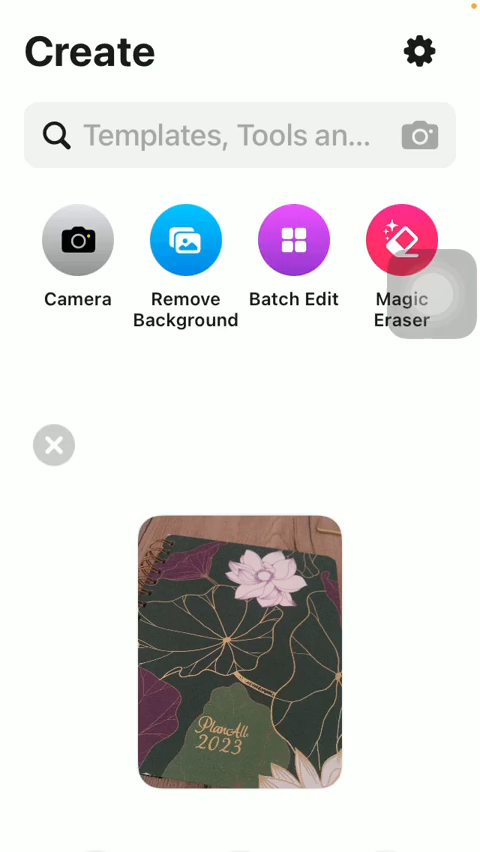 Create
Templates, Tools an...
Camera
Remove
Background
Batch Edit
Magic
Eraser
PlanAll
2023